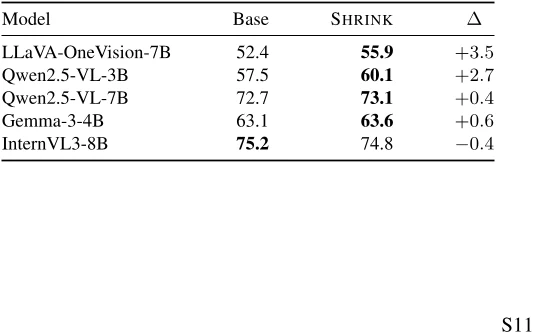 Model Base SHRINK Δ
LLaVA-OneVision-7B 52.4 55.9 +3.5
Qwen2.5-VL-3B 57.5 60.1 +2.7
Qwen2.5-VL-7B 72.7 73.1 +0.4
Gemma-3-4B 63.1 63.6 +0.6
InternVL3-8B 75.2 74.8 −0.4
S11